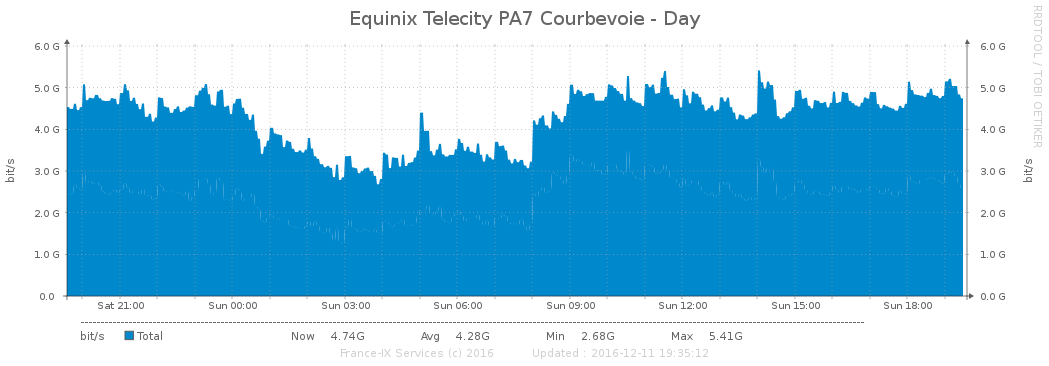 Equinix Telecity PA7 Courbevoie - Day
RRDTOOL / TOBI OETIKER
6.0 G 6.0 G
5.0 G 5.0 G
4.0 G 4.0 G
3.0 G 3.0 G
2.0 G 2.0 G
1.0 G 1.0 G
0.0 0.0 G
bit/s bit/s
Sat 21:00 Sun 00:00 Sun 03:00 Sun 06:00 Sun 09:00 Sun 12:00 Sun 15:00 Sun 18:00
bit/s Total Now 4.74G Avg 4.28G Min 2.68G Max 5.41G
France-IX Services (c) 2016 Updated : 2016-12-11 19:35:12